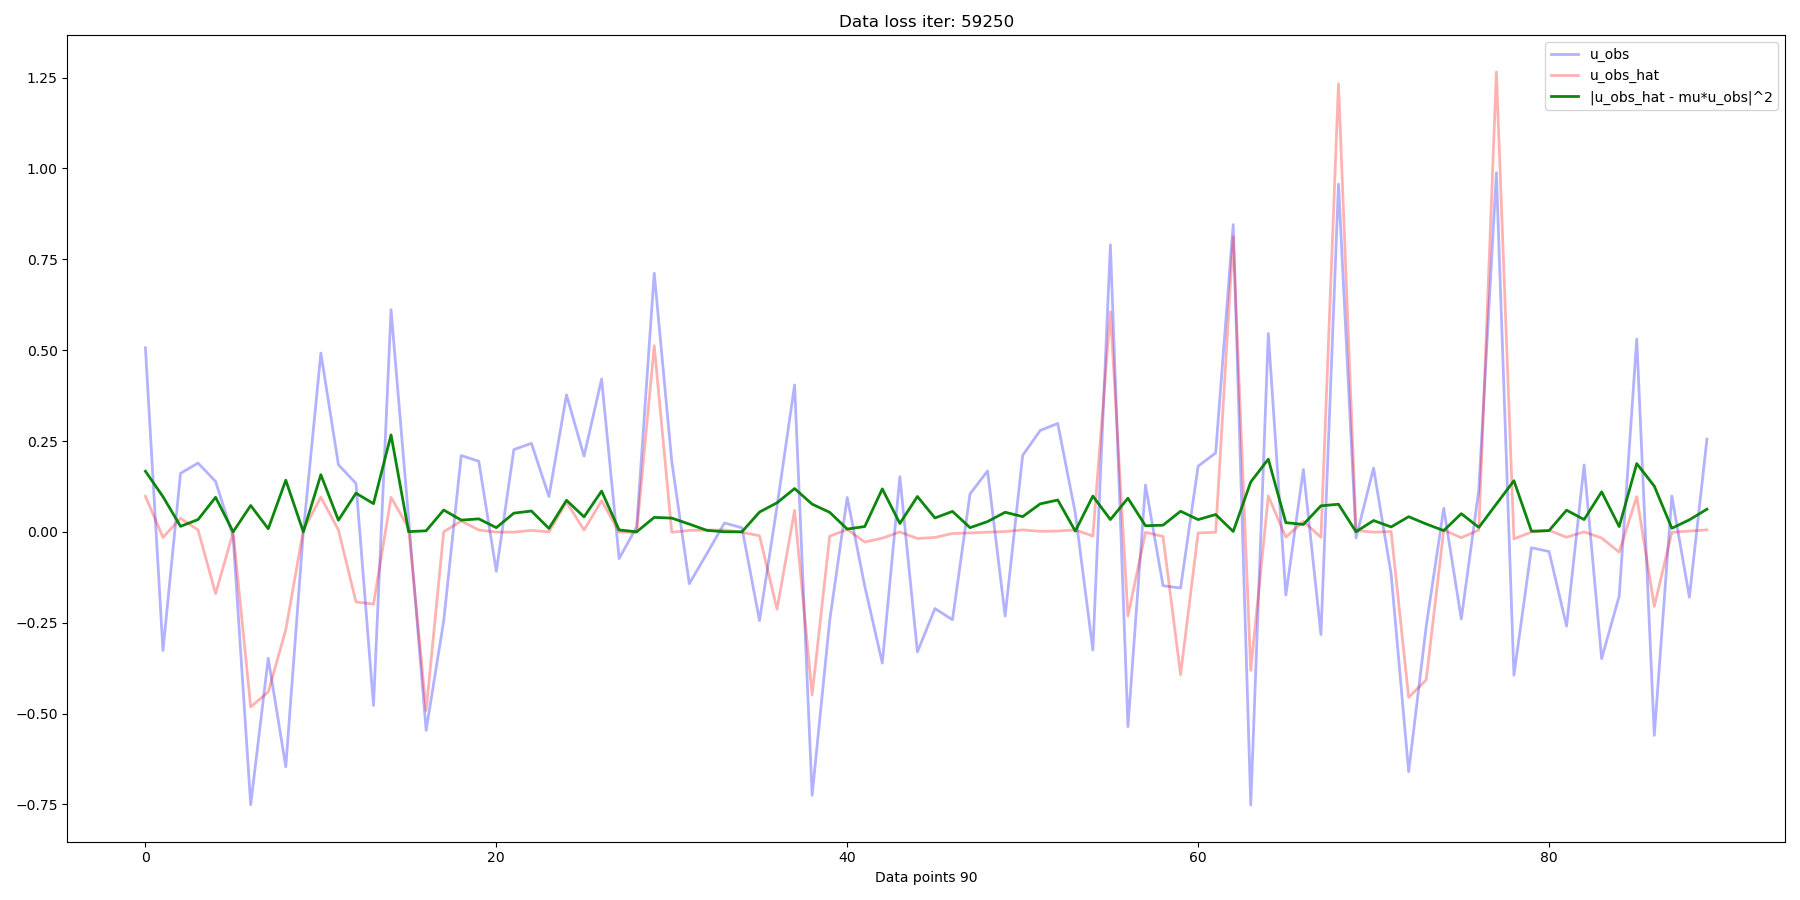 Data loss iter: 59250
u_obs
u_obs_hat
|u_obs_hat - mu*u_obs|^2
1.25
1.00
0.75
0.50
0.25
0.00
−0.25
−0.50
−0.75
0 20 40 60 80
Data points 90